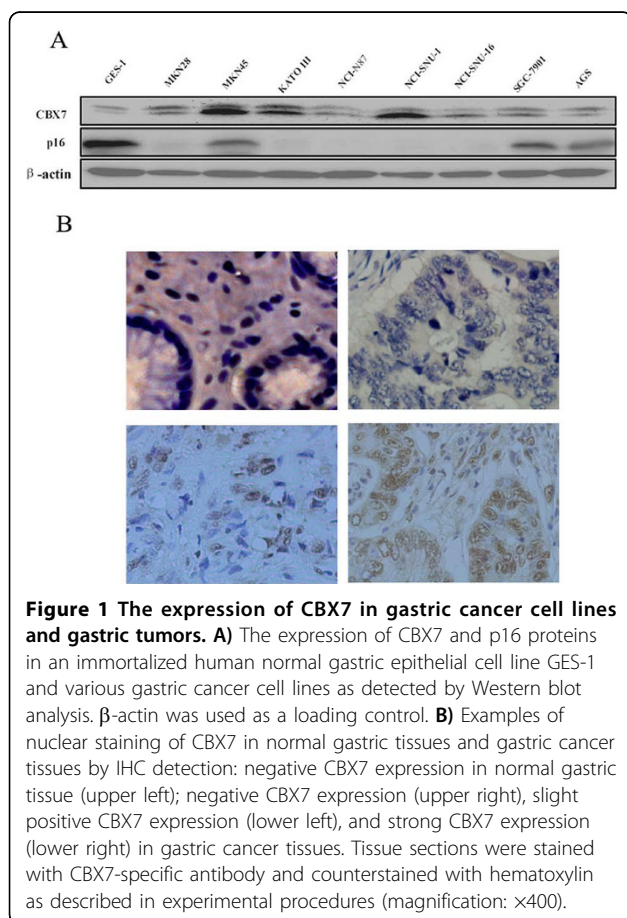 A
GES-1 MKN28 MKN45 KATO III NCI-N87 NCI-SNU-1 NCI-SNU-16 SGC-7901 AGS
CBX7
p16
β-actin
B
Figure 1 The expression of CBX7 in gastric cancer cell lines
and gastric tumors. A) The expression of CBX7 and p16 proteins
in an immortalized human normal gastric epithelial cell line GES-1
and various gastric cancer cell lines as detected by Western blot
analysis. β-actin was used as a loading control. B) Examples of
nuclear staining of CBX7 in normal gastric tissues and gastric cancer
tissues by IHC detection: negative CBX7 expression in normal gastric
tissue (upper left); negative CBX7 expression (upper right), slight
positive CBX7 expression (lower left), and strong CBX7 expression
(lower right) in gastric cancer tissues. Tissue sections were stained
with CBX7-specific antibody and counterstained with hematoxylin
as described in experimental procedures (magnification: ×400).